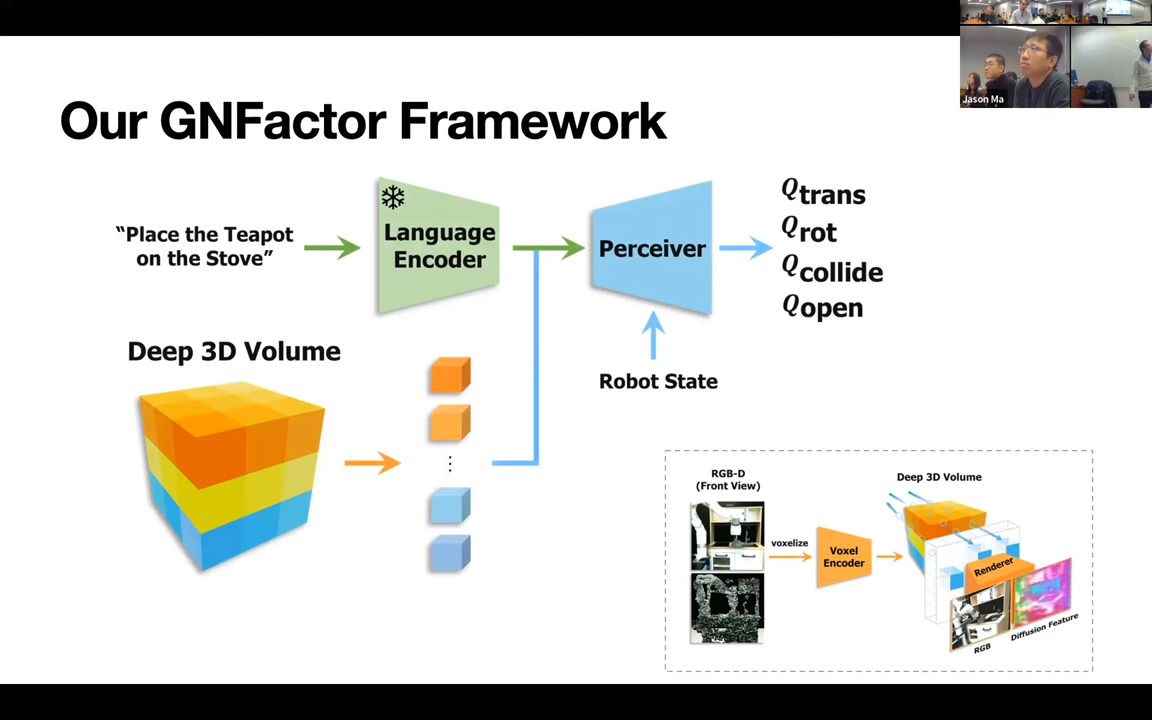 Jason Ma
Our GNFactor Framework
“Place the Teapot
on the Stove”
Language
Encoder
Perceiver
Qtrans
Qrot
Qcollide
Qopen
Robot State
Deep 3D Volume
RGB-D
(Front View)
voxelize
Voxel
Encoder
Deep 3D Volume
Renderer
RGB
Diffusion Feature